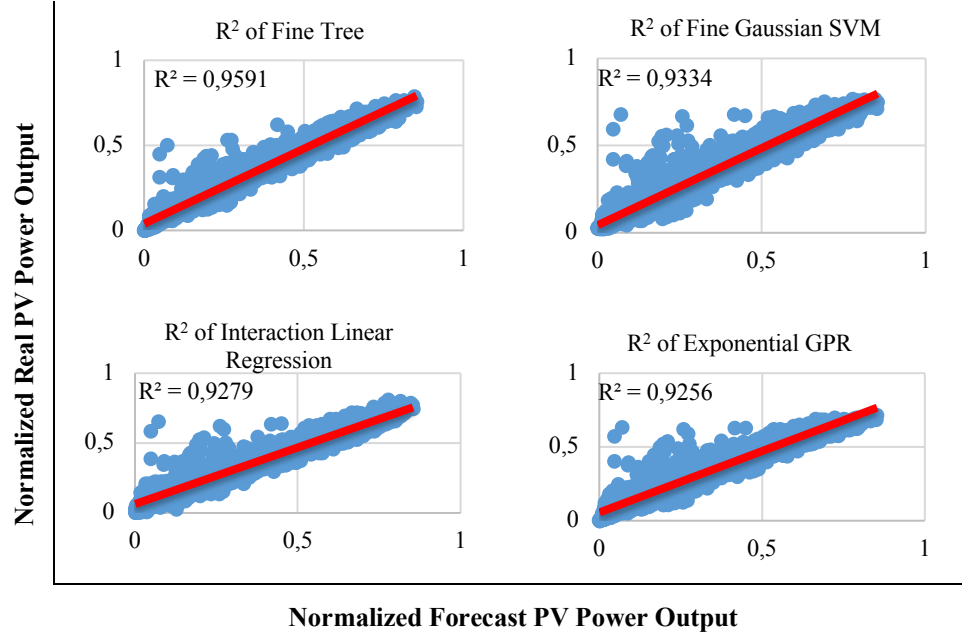 Normalized Real PV Power Output
R² of Fine Tree
R² = 0,9591
1
0,5
0
0
0,5
1
R² of Fine Gaussian SVM
R² = 0,9334
1
0,5
0
0
0,5
1
R² of Interaction Linear
Regression
R² = 0,9279
1
0,5
0
0
0,5
1
R² of Exponential GPR
R² = 0,9256
1
0,5
0
0
0,5
1
Normalized Forecast PV Power Output